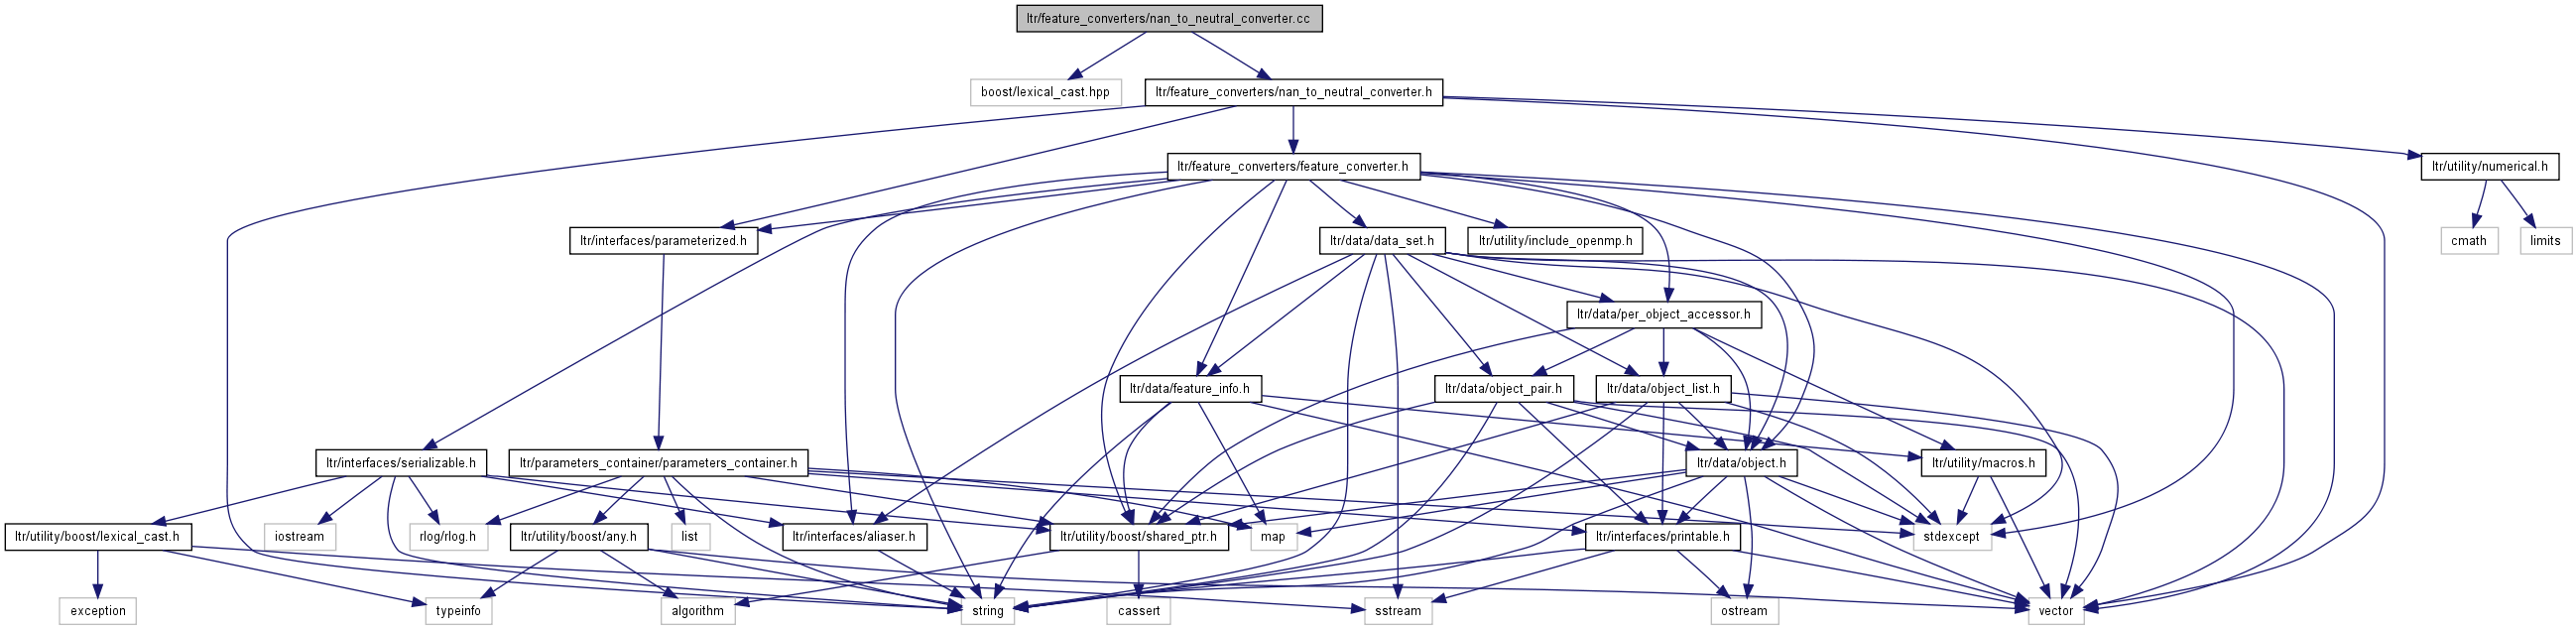 ltr/feature_converters/nan_to_neutral_converter.cc
boost/lexical_cast.hpp
ltr/feature_converters/nan_to_neutral_converter.h
ltr/feature_converters/feature_converter.h
ltr/utility/numerical.h
ltr/interfaces/parameterized.h
ltr/data/data_set.h
ltr/utility/include_openmp.h
cmath
limits
ltr/data/per_object_accessor.h
ltr/data/feature_info.h
ltr/data/object_pair.h
ltr/data/object_list.h
ltr/interfaces/serializable.h
ltr/parameters_container/parameters_container.h
ltr/data/object.h
ltr/utility/macros.h
ltr/utility/boost/lexical_cast.h
iostream
rlog/rlog.h
ltr/utility/boost/any.h
list
ltr/interfaces/aliaser.h
ltr/utility/boost/shared_ptr.h
map
ltr/interfaces/printable.h
stdexcept
exception
typeinfo
algorithm
string
cassert
sstream
ostream
vector